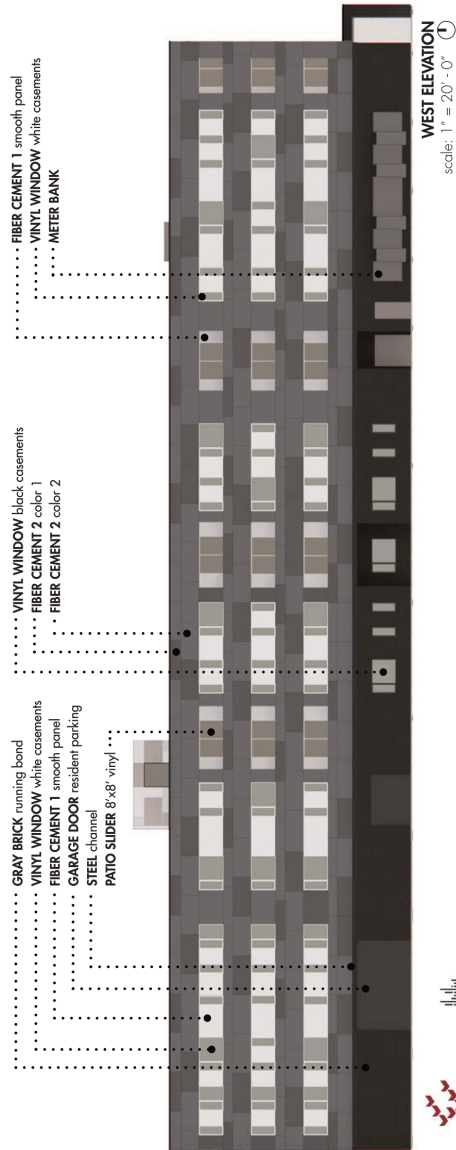 GRAY BRICK running bond
VINYL WINDOW white casements
FIBER CEMENT 1 smooth panel
GARAGE DOOR resident parking
STEEL channel
PATIO SLIDER 8'x8' vinyl
VINYL WINDOW black casements
FIBER CEMENT 2 color 1
FIBER CEMENT 2 color 2
FIBER CEMENT 1 smooth panel
VINYL WINDOW white casements
METER BANK
WEST ELEVATION
scale: 1" = 20' - 0"